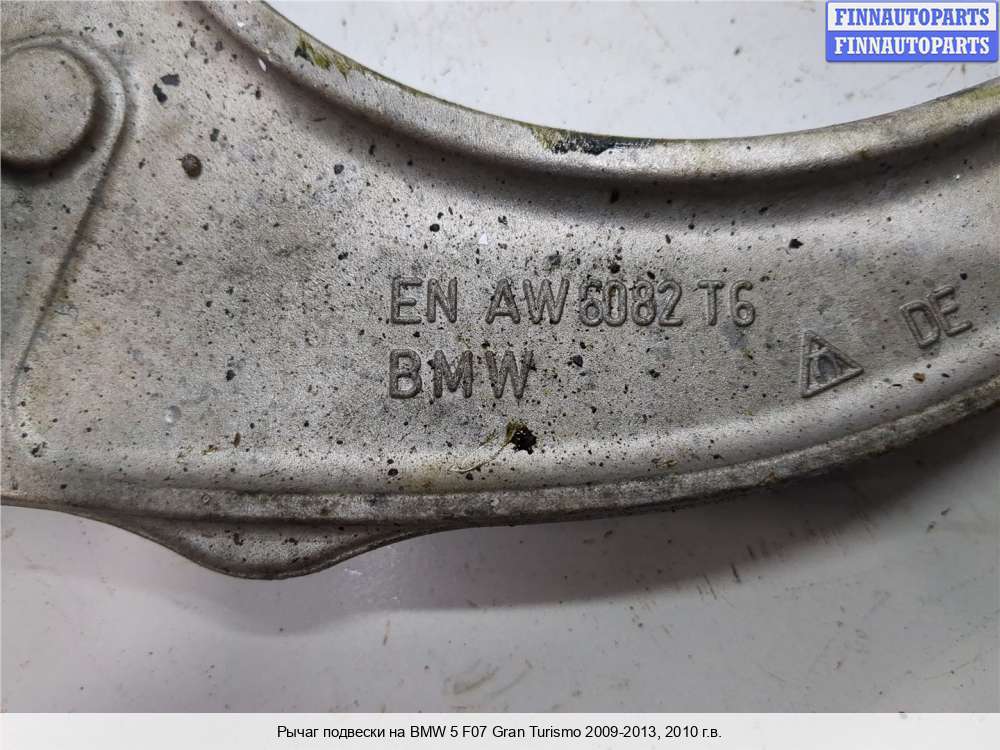 FINNAUTOPARTS
FINNAUTOPARTS
EN AW 6082 T6
BMW
DE
Рычаг подвески на BMW 5 F07 Gran Turismo 2009-2013, 2010 г.в.